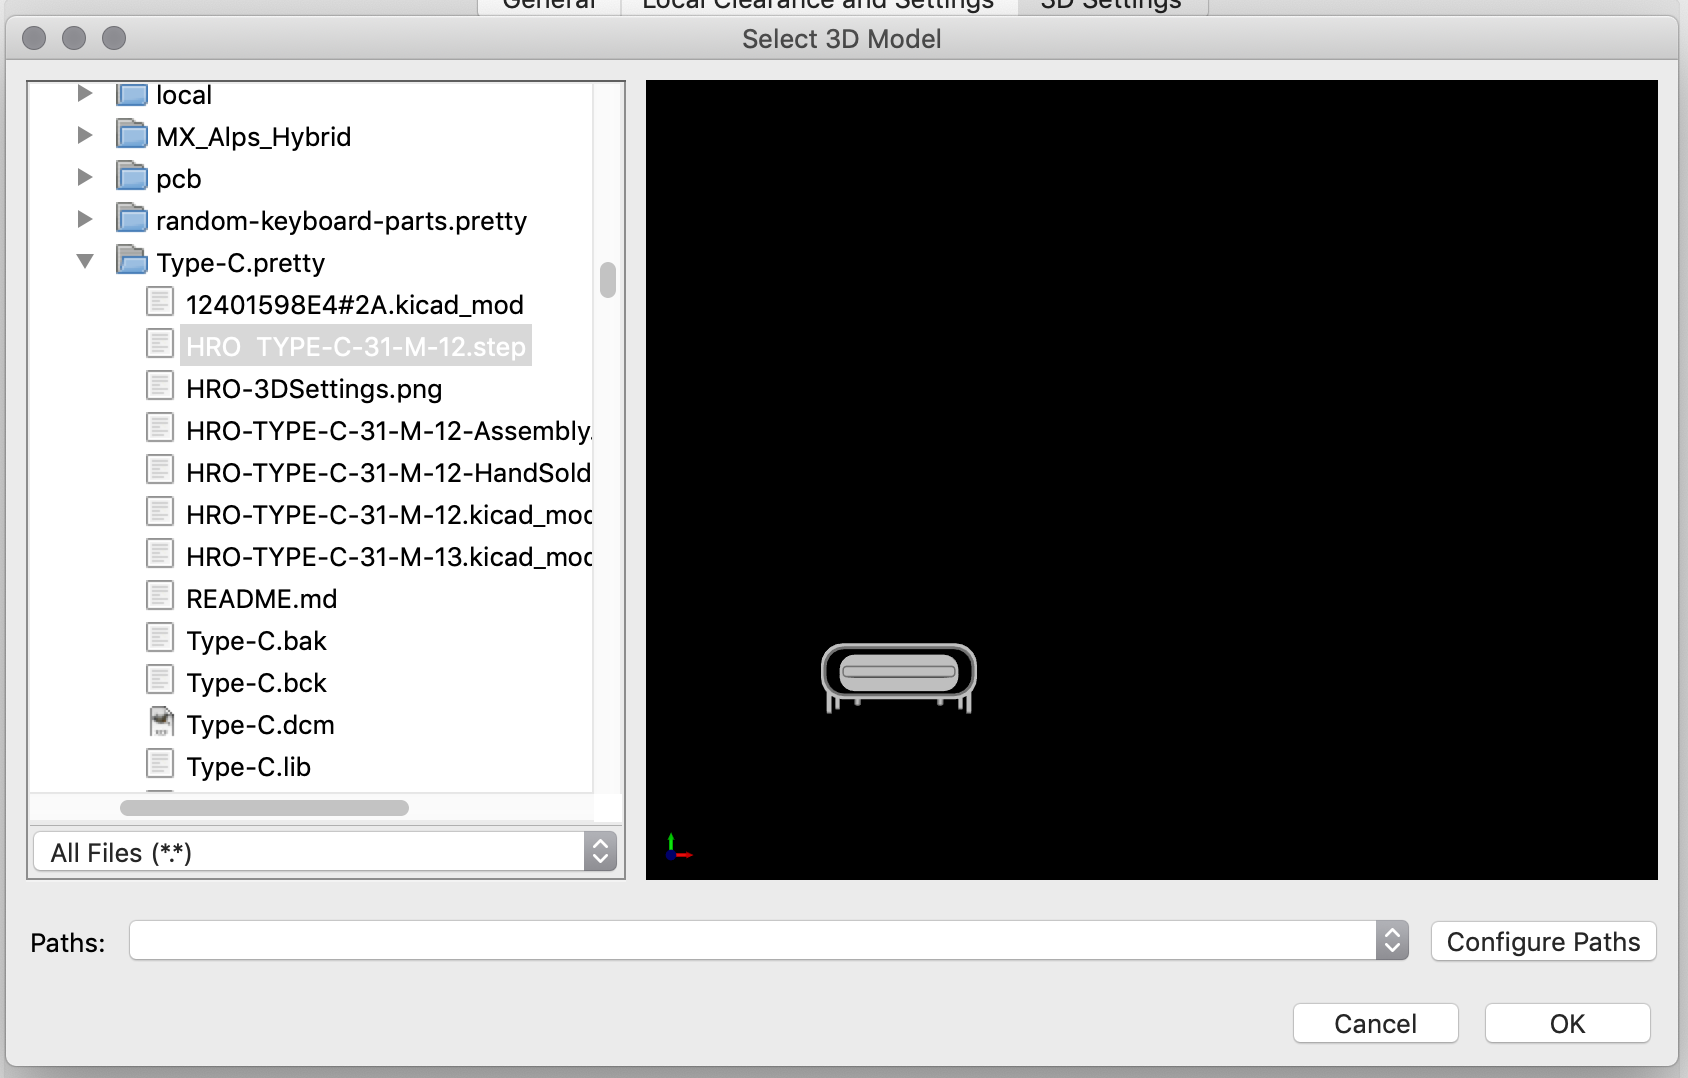 General
Local Clearance and Settings
3D Settings
Select 3D Model
local
MX_Alps_Hybrid
pcb
random-keyboard-parts.pretty
Type-C.pretty
12401598E4#2A.kicad_mod
HRO  TYPE-C-31-M-12.step
HRO-3DSettings.png
HRO-TYPE-C-31-M-12-Assembly.
HRO-TYPE-C-31-M-12-HandSold
HRO-TYPE-C-31-M-12.kicad_mod
HRO-TYPE-C-31-M-13.kicad_mod
README.md
Type-C.bak
Type-C.bck
Type-C.dcm
Type-C.lib
All Files (*.*)
Paths:
Configure Paths
Cancel
OK